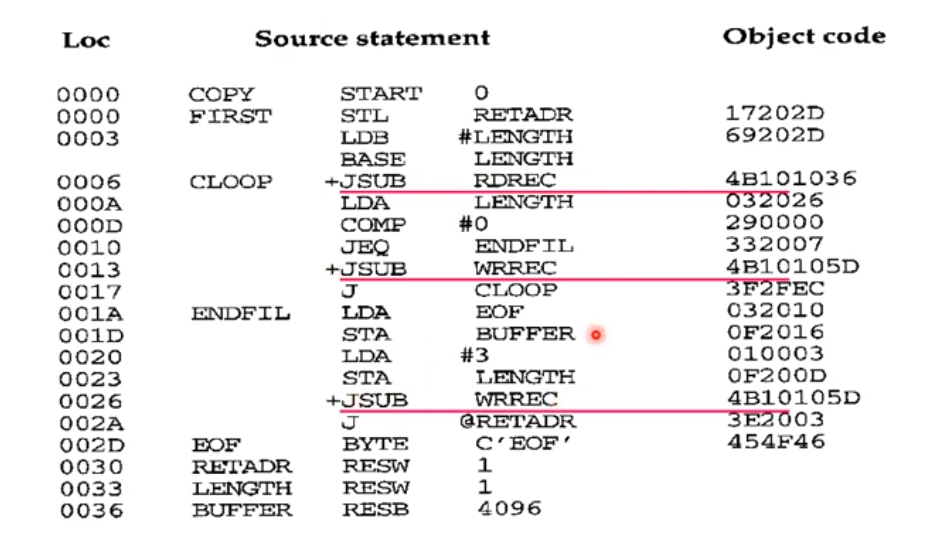 Loc Source statement Object code
0000 COPY START 0
0000 FIRST STL RETADR 17202D
0003 LDB #LENGTH 69202D
BASE LENGTH
0006 CLOOP +JSUB RDREC 4B101036
000A LDA LENGTH 032026
000D COMP #0 290000
0010 JEQ ENDFIL 332007
0013 +JSUB WRREC 4B10105D
0017 J CLOOP 3F2FEC
001A ENDFIL LDA EOF 032010
001D STA BUFFER 0F2016
0020 LDA #3 010003
0023 STA LENGTH 0F200D
0026 +JSUB WRREC 4B10105D
002A J @RETADR 3E2003
002D EOF BYTE C'EOF' 454F46
0030 RETADR RESW 1
0033 LENGTH RESW 1
0036 BUFFER RESB 4096